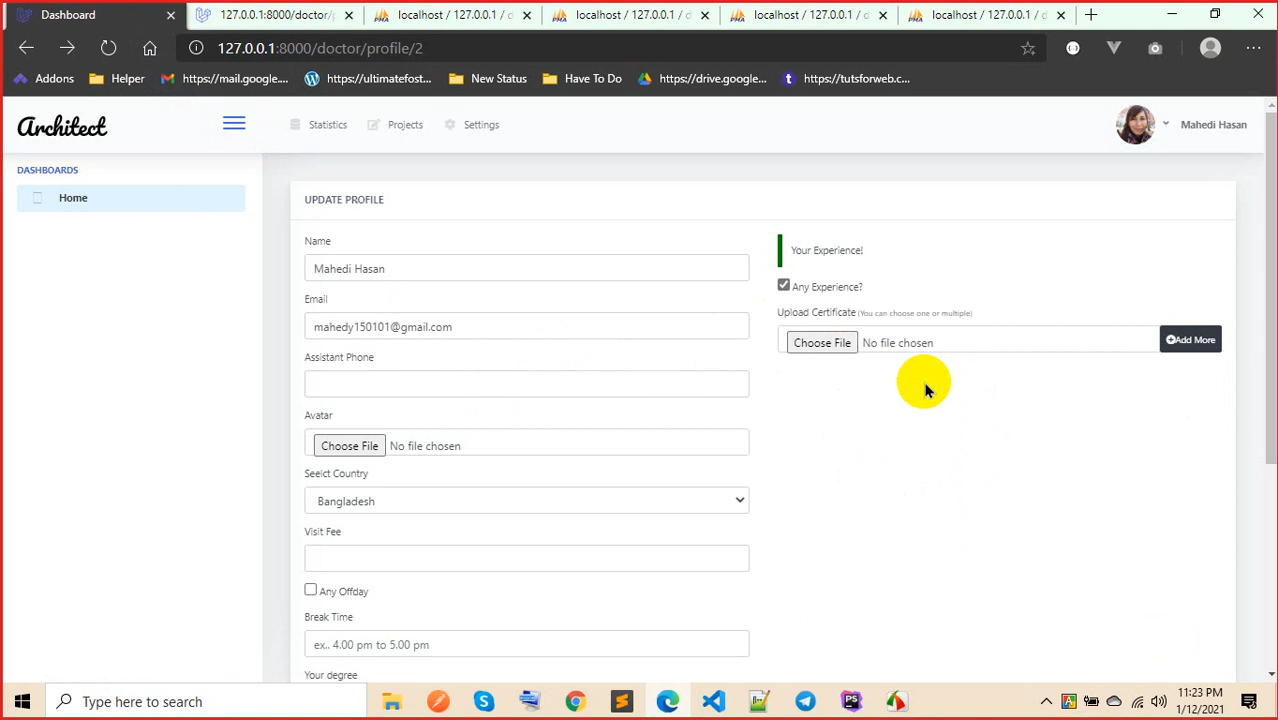 Dashboard
127.0.0.1:8000/doctor/p
localhost / 127.0.0.1 / d
localhost / 127.0.0.1 / d
localhost / 127.0.0.1 / d
localhost / 127.0.0.1 / d
127.0.0.1:8000/doctor/profile/2
Addons
Helper
https://mail.google....
https://ultimatefost...
New Status
Have To Do
https://drive.google...
https://tutsforweb.c...
Architect
Statistics
Projects
Settings
Mahedi Hasan
DASHBOARDS
Home
UPDATE PROFILE
Name
Mahedi Hasan
Email
mahedy150101@gmail.com
Assistant Phone
Avatar
Choose File No file chosen
Seelct Country
Bangladesh
Visit Fee
Any Offday
Break Time
ex.. 4.00 pm to 5.00 pm
Your degree
Your Experience!
Any Experience?
Upload Certificate (You can choose one or multiple)
Choose File No file chosen
Add More
Type here to search
11:23 PM
1/12/2021